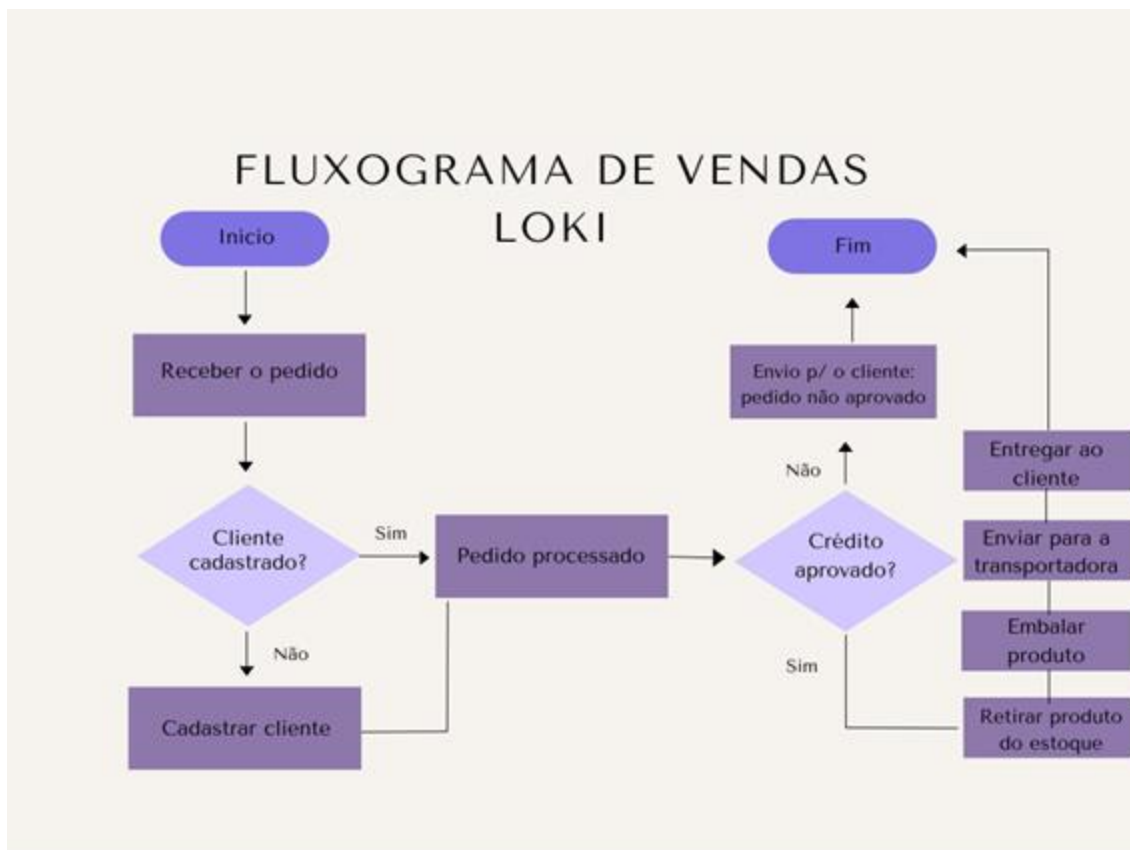 FLUXOGRAMA DE VENDAS
LOKI
Inicio
Receber o pedido
Cliente
cadastrado?
Sim
Não
Cadastrar cliente
Pedido processado
Crédito
aprovado?
Não
Envio p/ o cliente:
pedido não aprovado
Fim
Sim
Retirar produto
do estoque
Embalar
produto
Enviar para a
transportadora
Entregar ao
cliente